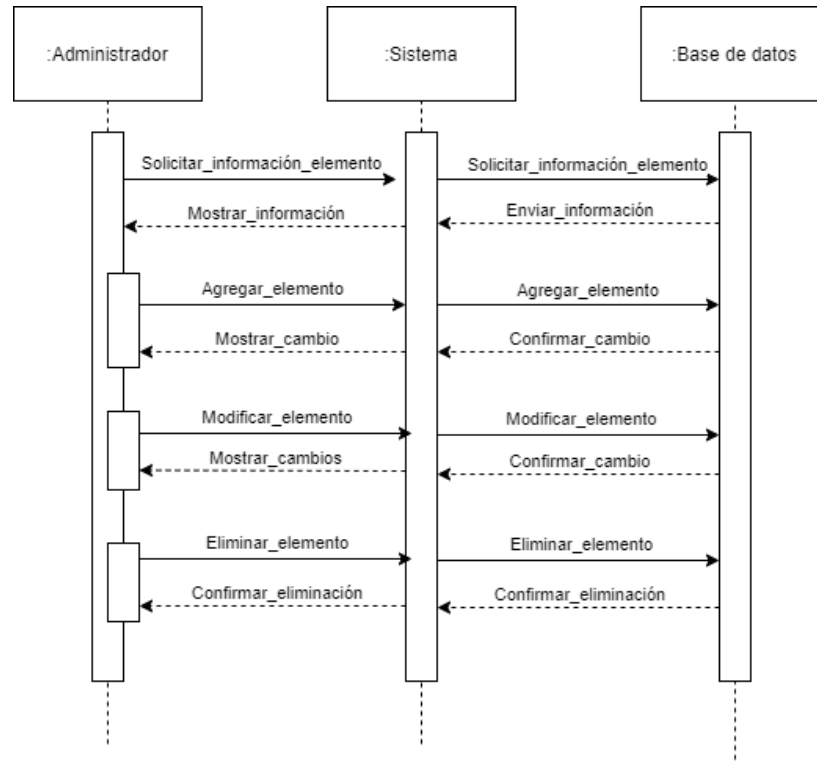 :Administrador
:Sistema
:Base de datos
Solicitar_información_elemento
Solicitar_información_elemento
Mostrar_información
Enviar_información
Agregar_elemento
Agregar_elemento
Mostrar_cambio
Confirmar_cambio
Modificar_elemento
Modificar_elemento
Mostrar_cambios
Confirmar_cambio
Eliminar_elemento
Eliminar_elemento
Confirmar_eliminación
Confirmar_eliminación